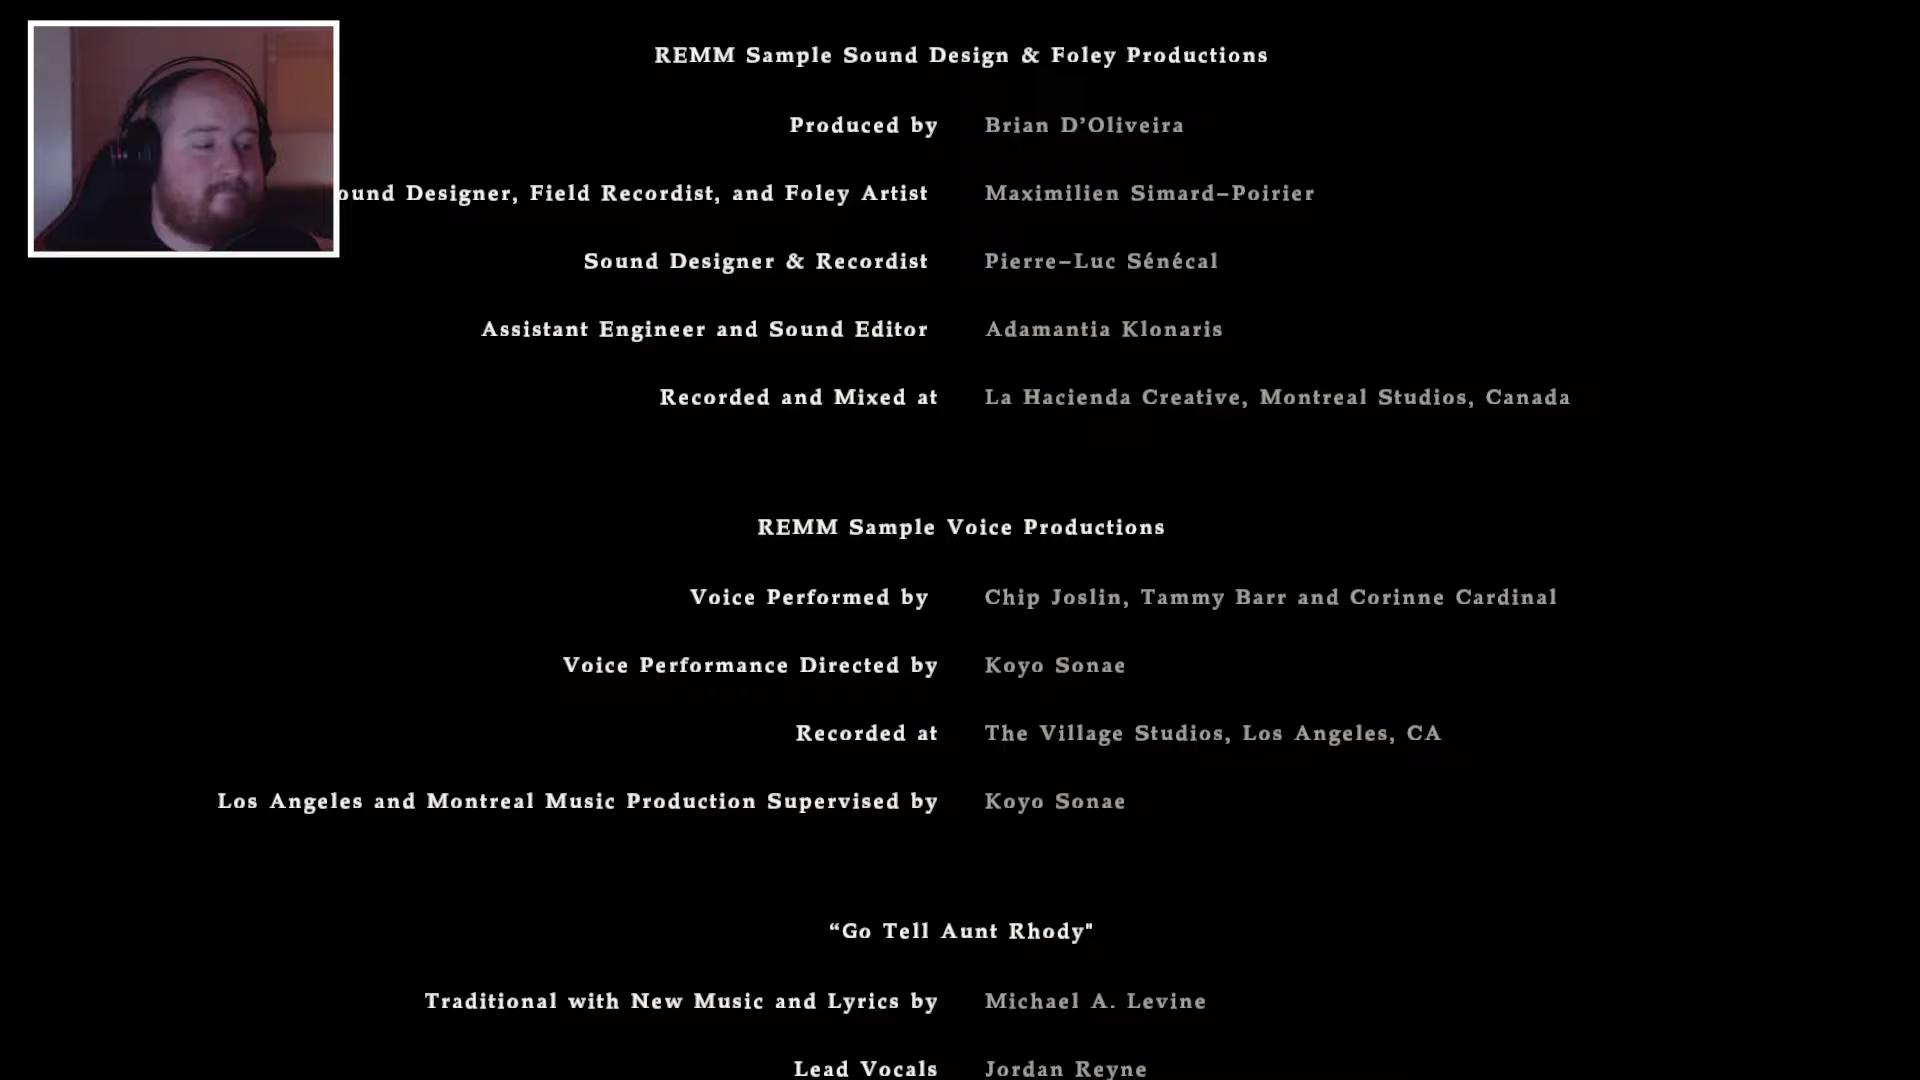 REMM Sample Sound Design & Foley Productions
Produced by Brian D’Oliveira
ound Designer, Field Recordist, and Foley Artist Maximilien Simard–Poirier
Sound Designer & Recordist Pierre–Luc Sénécal
Assistant Engineer and Sound Editor Adamantia Klonaris
Recorded and Mixed at La Hacienda Creative, Montreal Studios, Canada
REMM Sample Voice Productions
Voice Performed by Chip Joslin, Tammy Barr and Corinne Cardinal
Voice Performance Directed by Koyo Sonae
Recorded at The Village Studios, Los Angeles, CA
Los Angeles and Montreal Music Production Supervised by Koyo Sonae
“Go Tell Aunt Rhody"
Traditional with New Music and Lyrics by Michael A. Levine
Lead Vocals Jordan Reyne